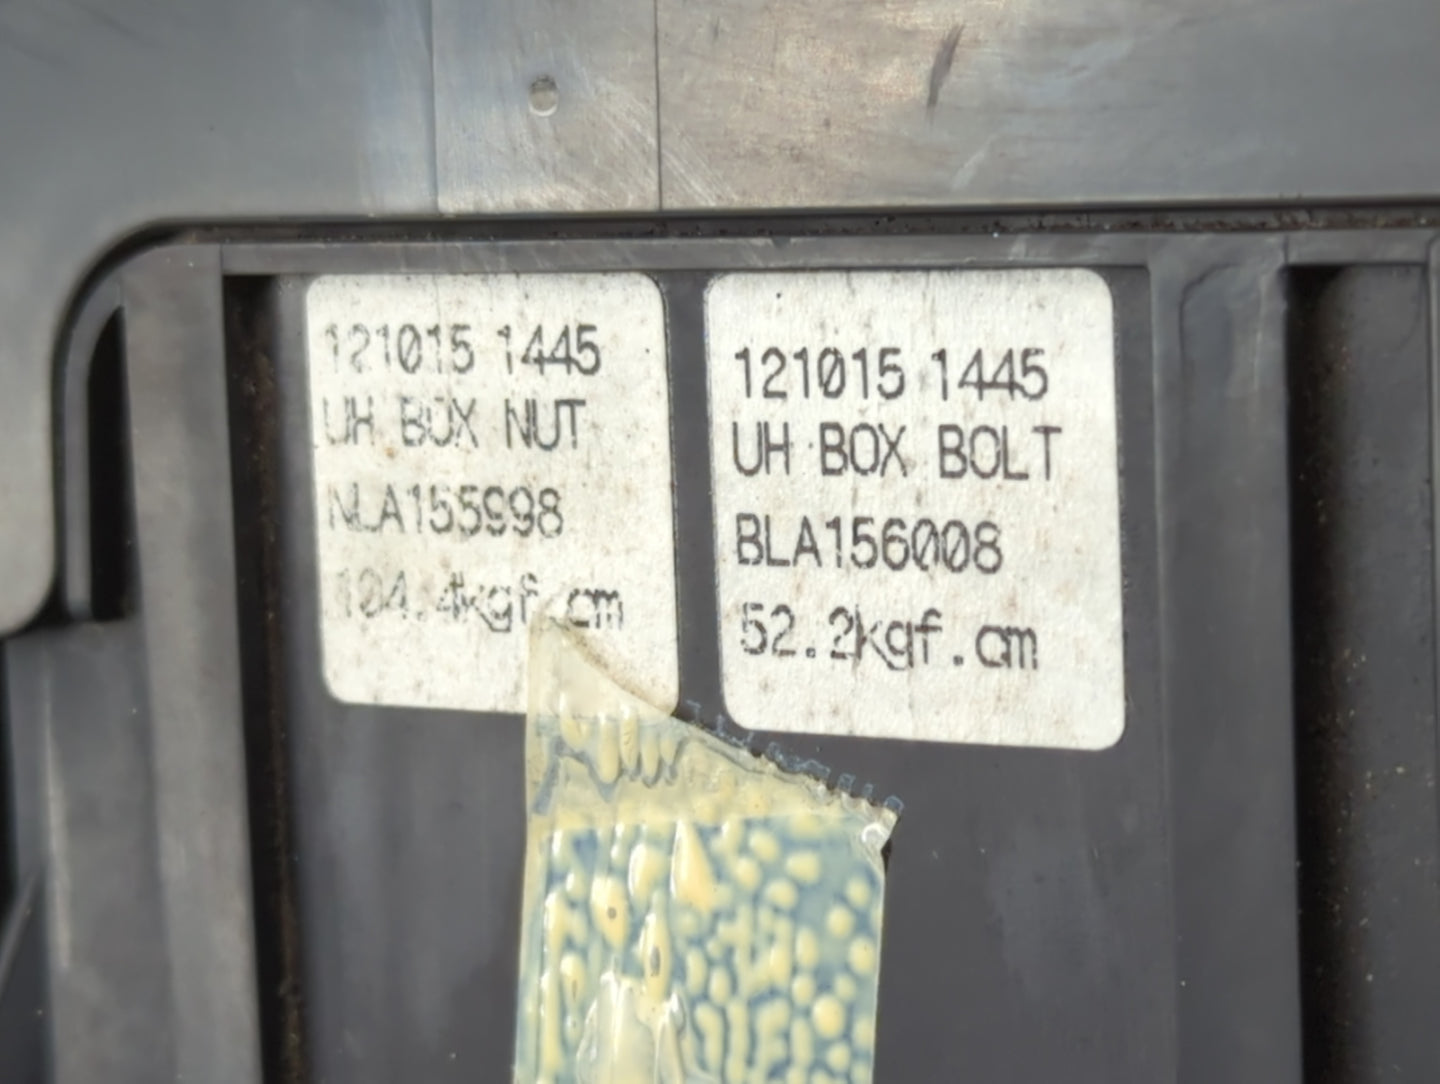 121015 1445
UH BOX NUT
NLA155998
104.4kgf.cm
121015 1445
UH BOX BOLT
BLA156008
52.2kgf.cm